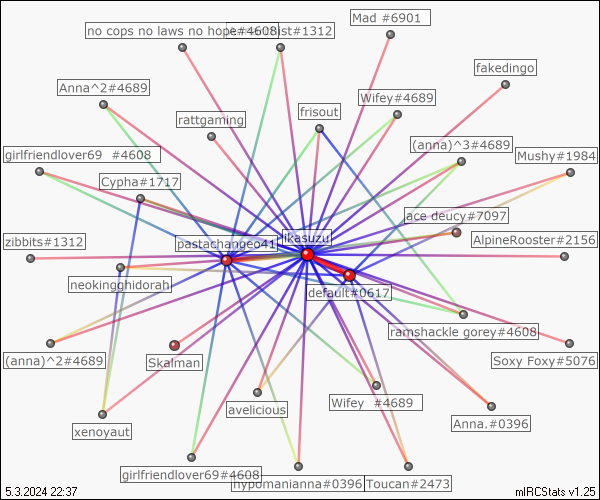 Mad #6901
no cops no laws no hope#4608
#1312
fakedingo
Anna^2#4689
Wifey#4689
rattgaming
frisout
(anna)^3#4689
girlfriendlover69 #4608
Mushy#1984
Cypha#1717
ace deucy#7097
pastachangeo41
ikasuzu
zibbits#1312
AlpineRooster#2156
neokingghidorah
default#0617
ramshackle gorey#4608
(anna)^2#4689
Skalman
Soxy Foxy#5076
avelicious
Wifey #4689
Anna.#0396
xenoyaut
girlfriendlover69#4608
hypomanianna#0396
Toucan#2473
5.3.2024 22:37
mIRCStats v1.25